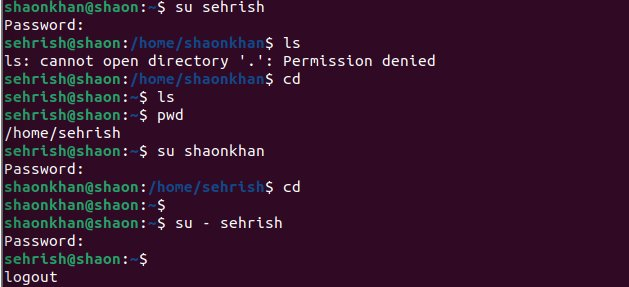 shaonkhan@shaon:~$ su sehrish
Password:
sehrish@shaon:/home/shaonkhan$ ls
ls: cannot open directory '.': Permission denied
sehrish@shaon:/home/shaonkhan$ cd
sehrish@shaon:~$ ls
sehrish@shaon:~$ pwd
/home/sehrish
sehrish@shaon:~$ su shaonkhan
Password:
shaonkhan@shaon:/home/sehrish$ cd
shaonkhan@shaon:~$
shaonkhan@shaon:~$ su - sehrish
Password:
sehrish@shaon:~$
logout